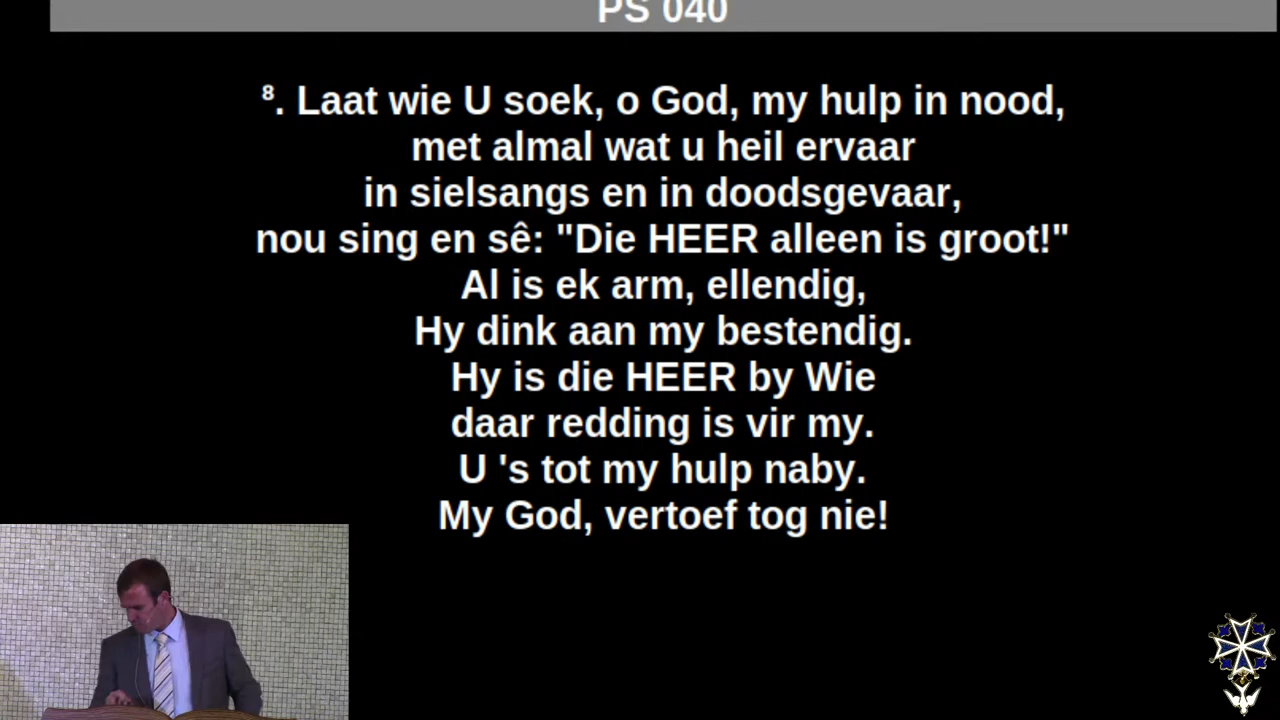 PS 040
⁸. Laat wie U soek, o God, my hulp in nood,
met almal wat u heil ervaar
in sielsangs en in doodsgevaar,
nou sing en sê: "Die HEER alleen is groot!"
Al is ek arm, ellendig,
Hy dink aan my bestendig.
Hy is die HEER by Wie
daar redding is vir my.
U 's tot my hulp naby.
My God, vertoef tog nie!